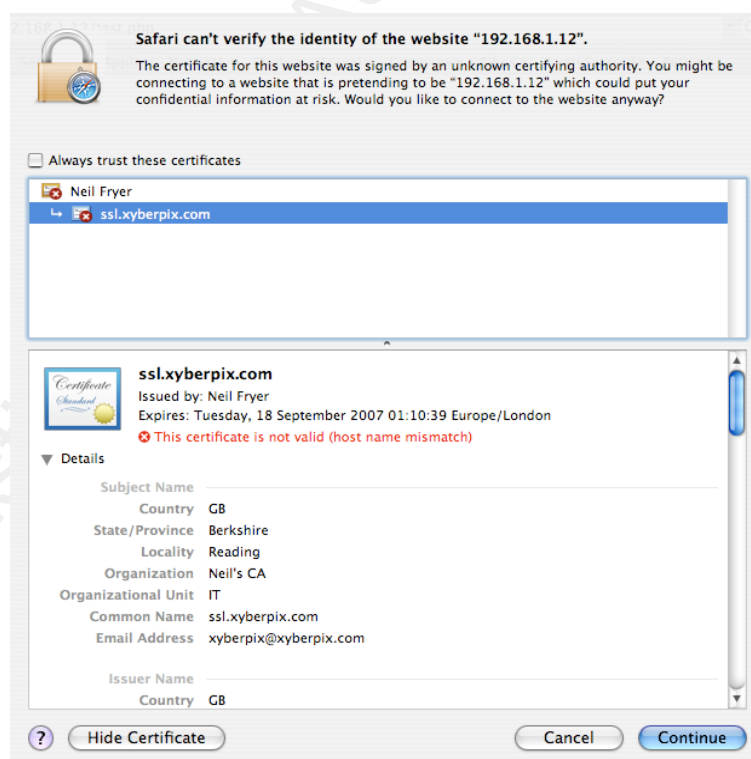 Safari can't verify the identity of the website “192.168.1.12”.
The certificate for this website was signed by an unknown certifying authority. You might be
connecting to a website that is pretending to be “192.168.1.12” which could put your
confidential information at risk. Would you like to connect to the website anyway?
Always trust these certificates
Neil Fryer
ssl.xyberpix.com
Certificate
Standard
ssl.xyberpix.com
Issued by: Neil Fryer
Expires: Tuesday, 18 September 2007 01:10:39 Europe/London
This certificate is not valid (host name mismatch)
Details
Subject Name
Country GB
State/Province Berkshire
Locality Reading
Organization Neil's CA
Organizational Unit IT
Common Name ssl.xyberpix.com
Email Address xyberpix@xyberpix.com
Issuer Name
Country GB
? Hide Certificate Cancel Continue